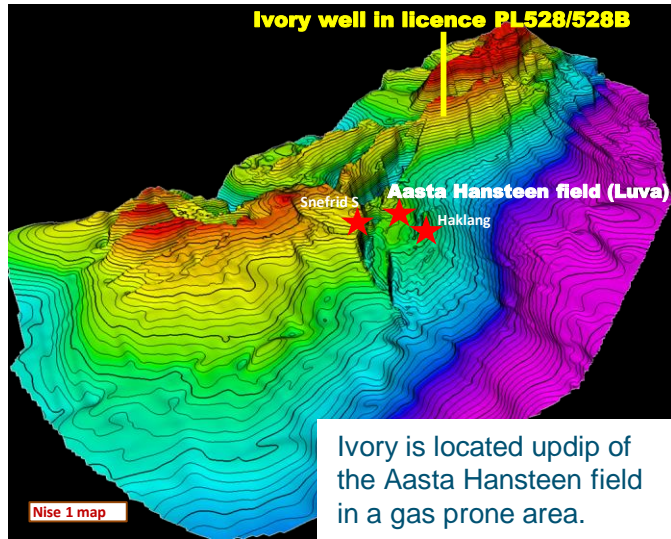 Ivory well in licence PL528/528B
Aasta Hansteen field (Luva)
Snefrid S
Haklang
Ivory is located updip of
the Aasta Hansteen field
in a gas prone area.
Nise 1 map